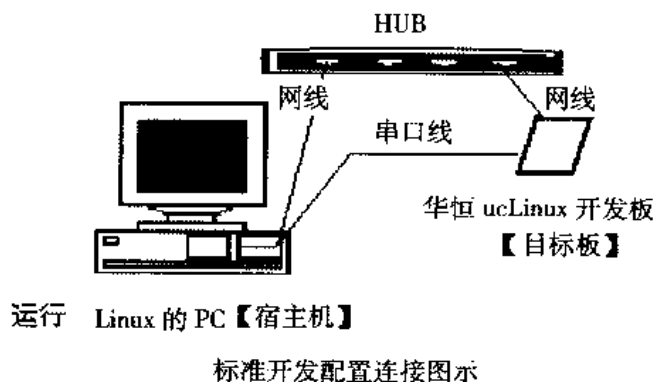 HUB
网线
网线
串口线
华恒 ucLinux 开发板
【目标板】
运行 Linux 的 PC【宿主机】
标准开发配置连接图示